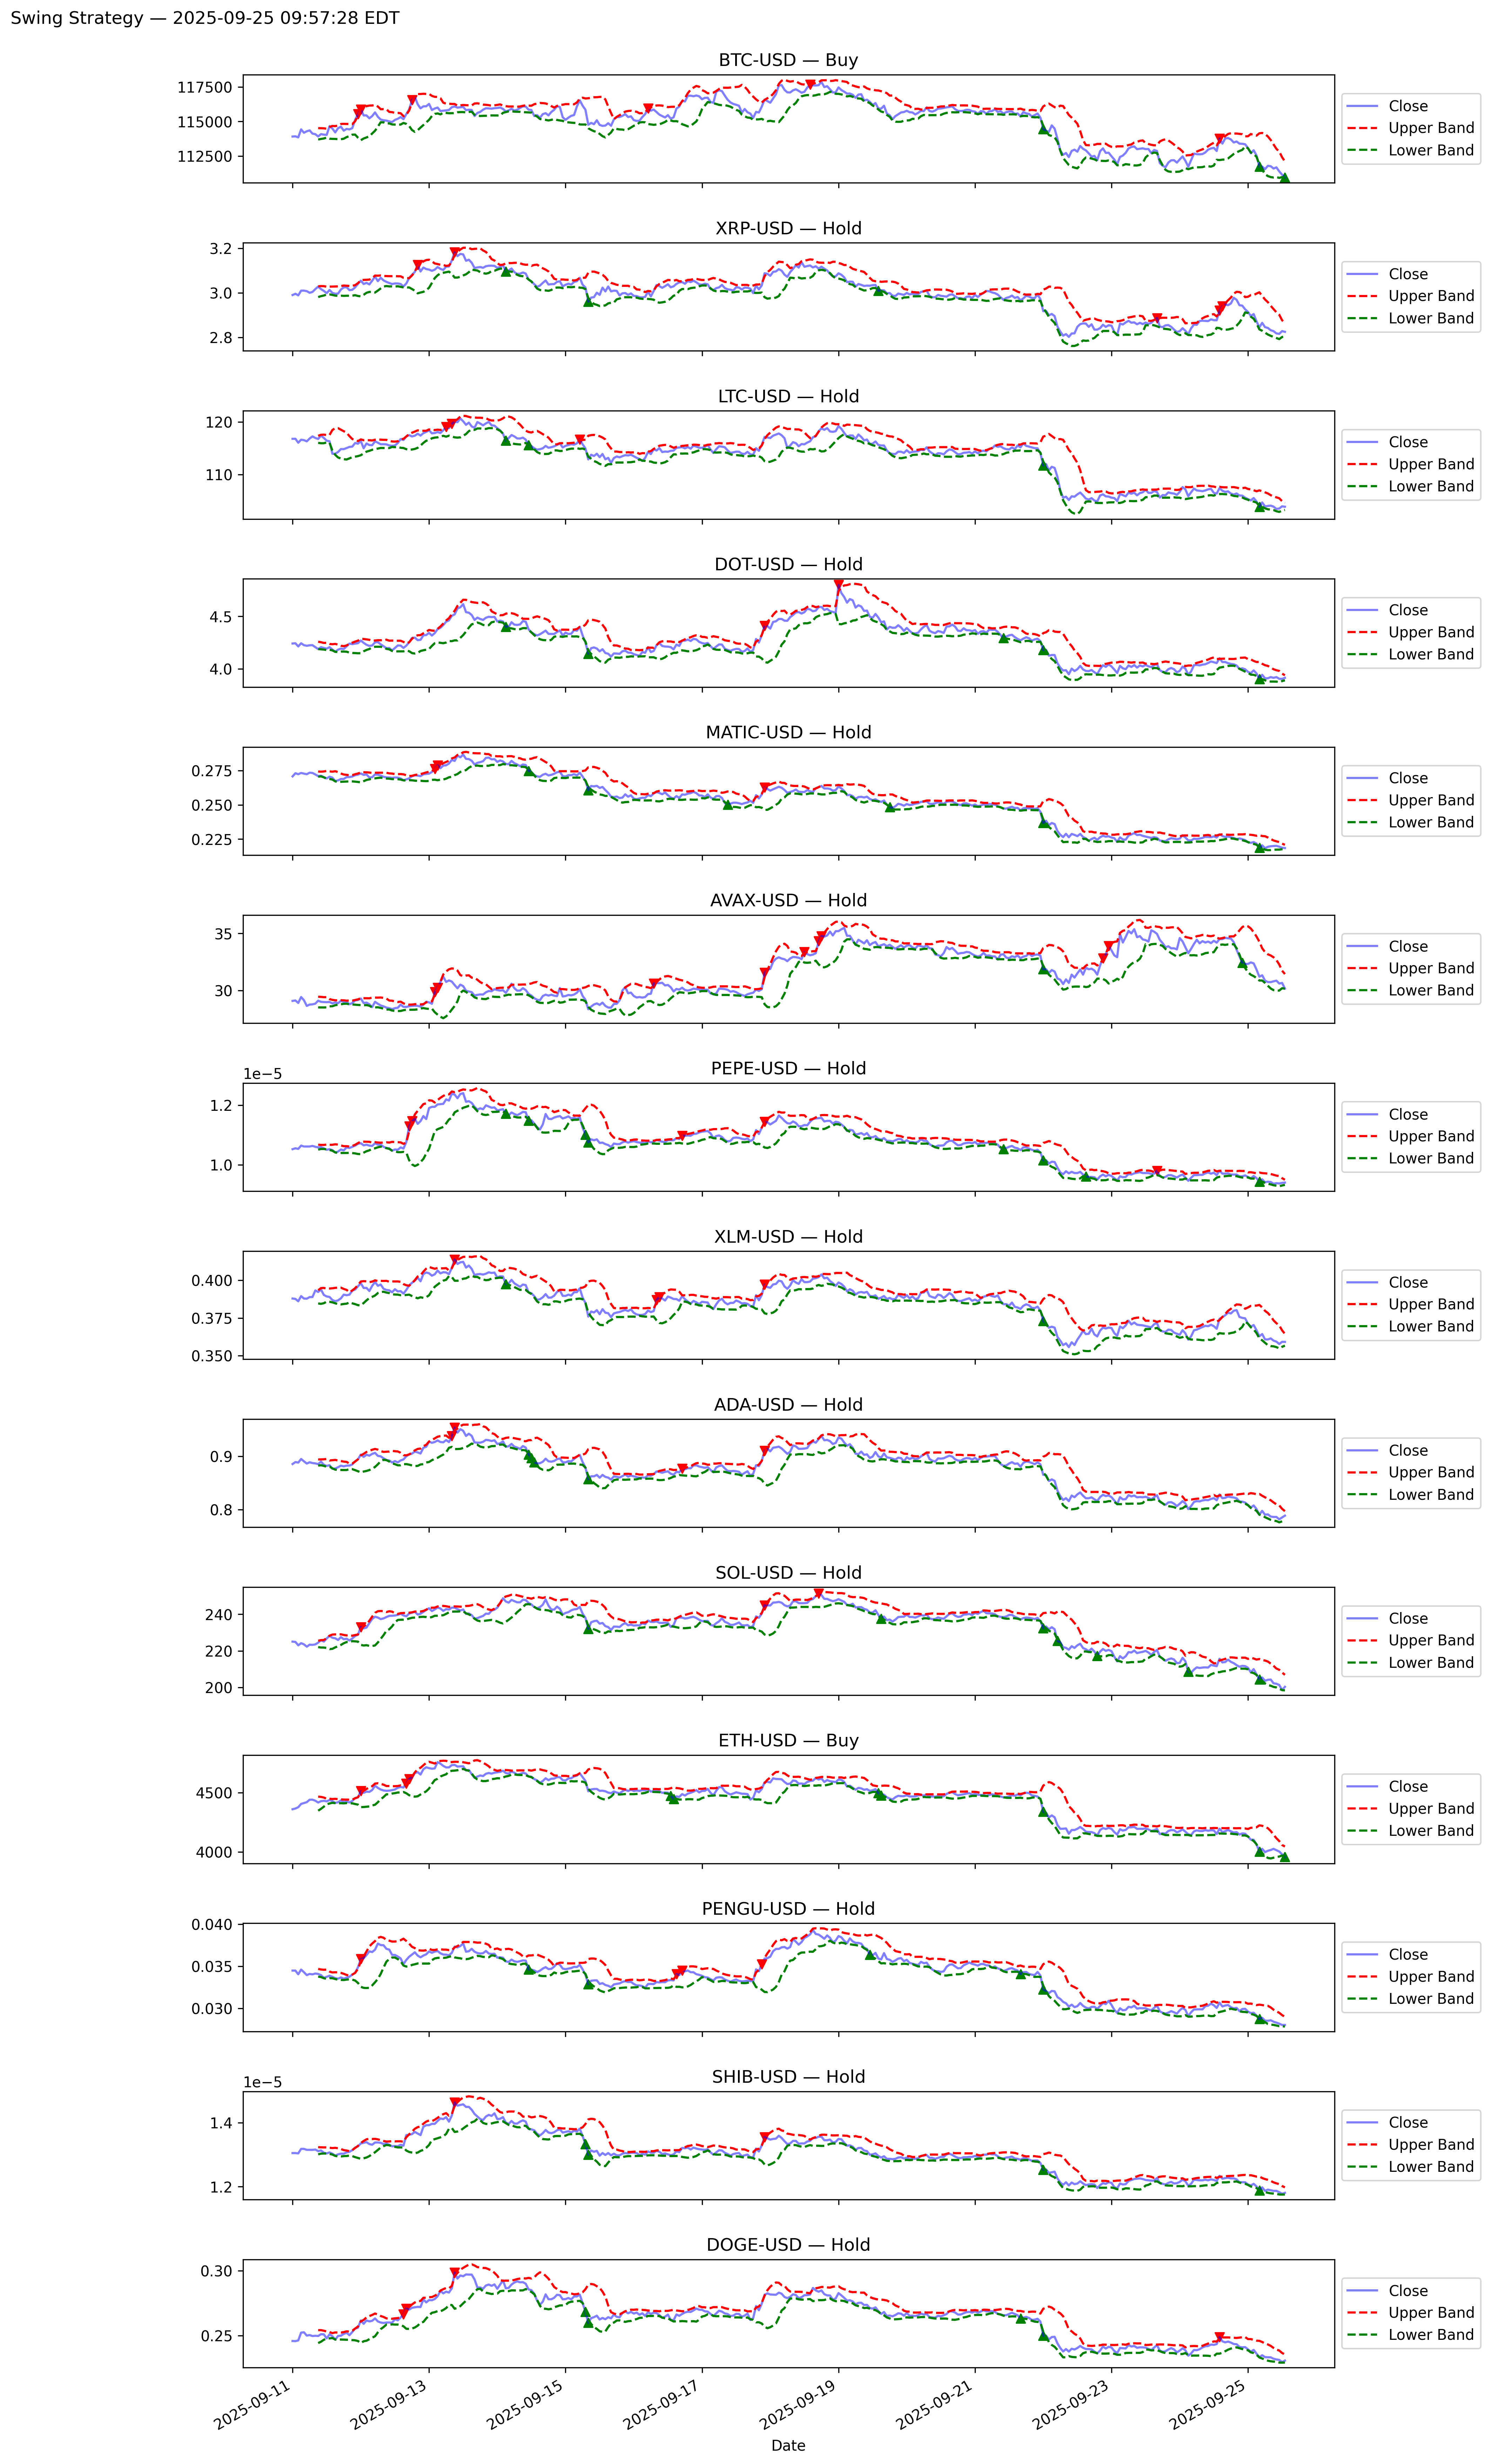 Swing Strategy — 2025-09-25 09:57:28 EDT
BTC-USD — Buy
117500
115000
112500
Close
Upper Band
Lower Band
XRP-USD — Hold
3.2
3.0
2.8
Close
Upper Band
Lower Band
LTC-USD — Hold
120
110
Close
Upper Band
Lower Band
DOT-USD — Hold
4.5
4.0
Close
Upper Band
Lower Band
MATIC-USD — Hold
0.275
0.250
0.225
Close
Upper Band
Lower Band
AVAX-USD — Hold
35
30
Close
Upper Band
Lower Band
PEPE-USD — Hold
1e−5
1.2
1.0
Close
Upper Band
Lower Band
XLM-USD — Hold
0.400
0.375
0.350
Close
Upper Band
Lower Band
ADA-USD — Hold
0.9
0.8
Close
Upper Band
Lower Band
SOL-USD — Hold
240
220
200
Close
Upper Band
Lower Band
ETH-USD — Buy
4500
4000
Close
Upper Band
Lower Band
PENGU-USD — Hold
0.040
0.035
0.030
Close
Upper Band
Lower Band
SHIB-USD — Hold
1e−5
1.4
1.2
Close
Upper Band
Lower Band
DOGE-USD — Hold
0.30
0.25
Close
Upper Band
Lower Band
2025-09-11
2025-09-13
2025-09-15
2025-09-17
2025-09-19
2025-09-21
2025-09-23
2025-09-25
Date